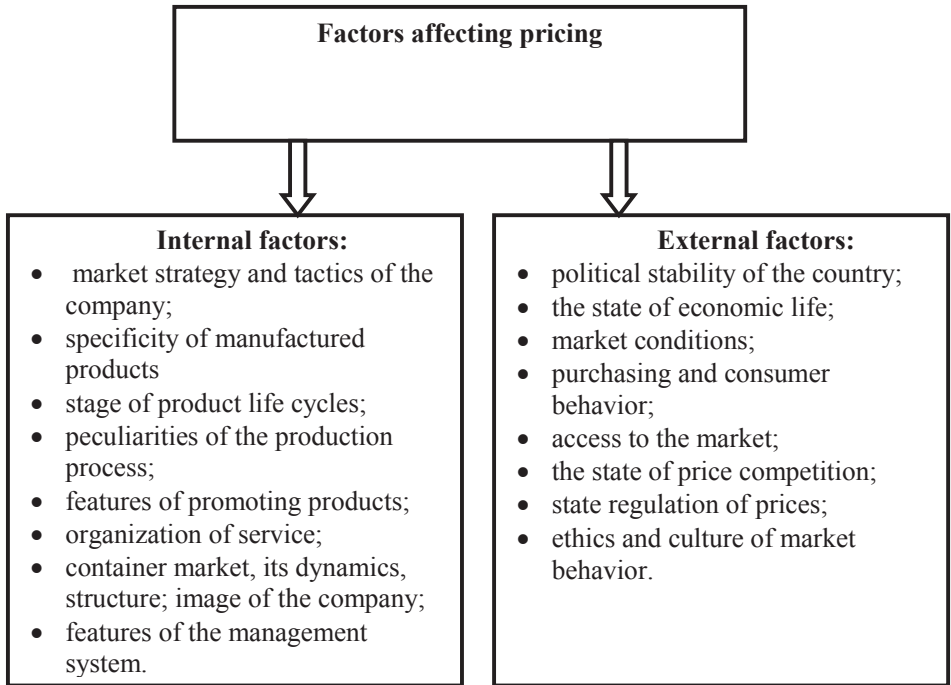 Factors affecting pricing
Internal factors:
• market strategy and tactics of the
company;
• specificity of manufactured
products
• stage of product life cycles;
• peculiarities of the production
process;
• features of promoting products;
• organization of service;
• container market, its dynamics,
structure; image of the company;
• features of the management
system.
External factors:
• political stability of the country;
• the state of economic life;
• market conditions;
• purchasing and consumer
behavior;
• access to the market;
• the state of price competition;
• state regulation of prices;
• ethics and culture of market
behavior.